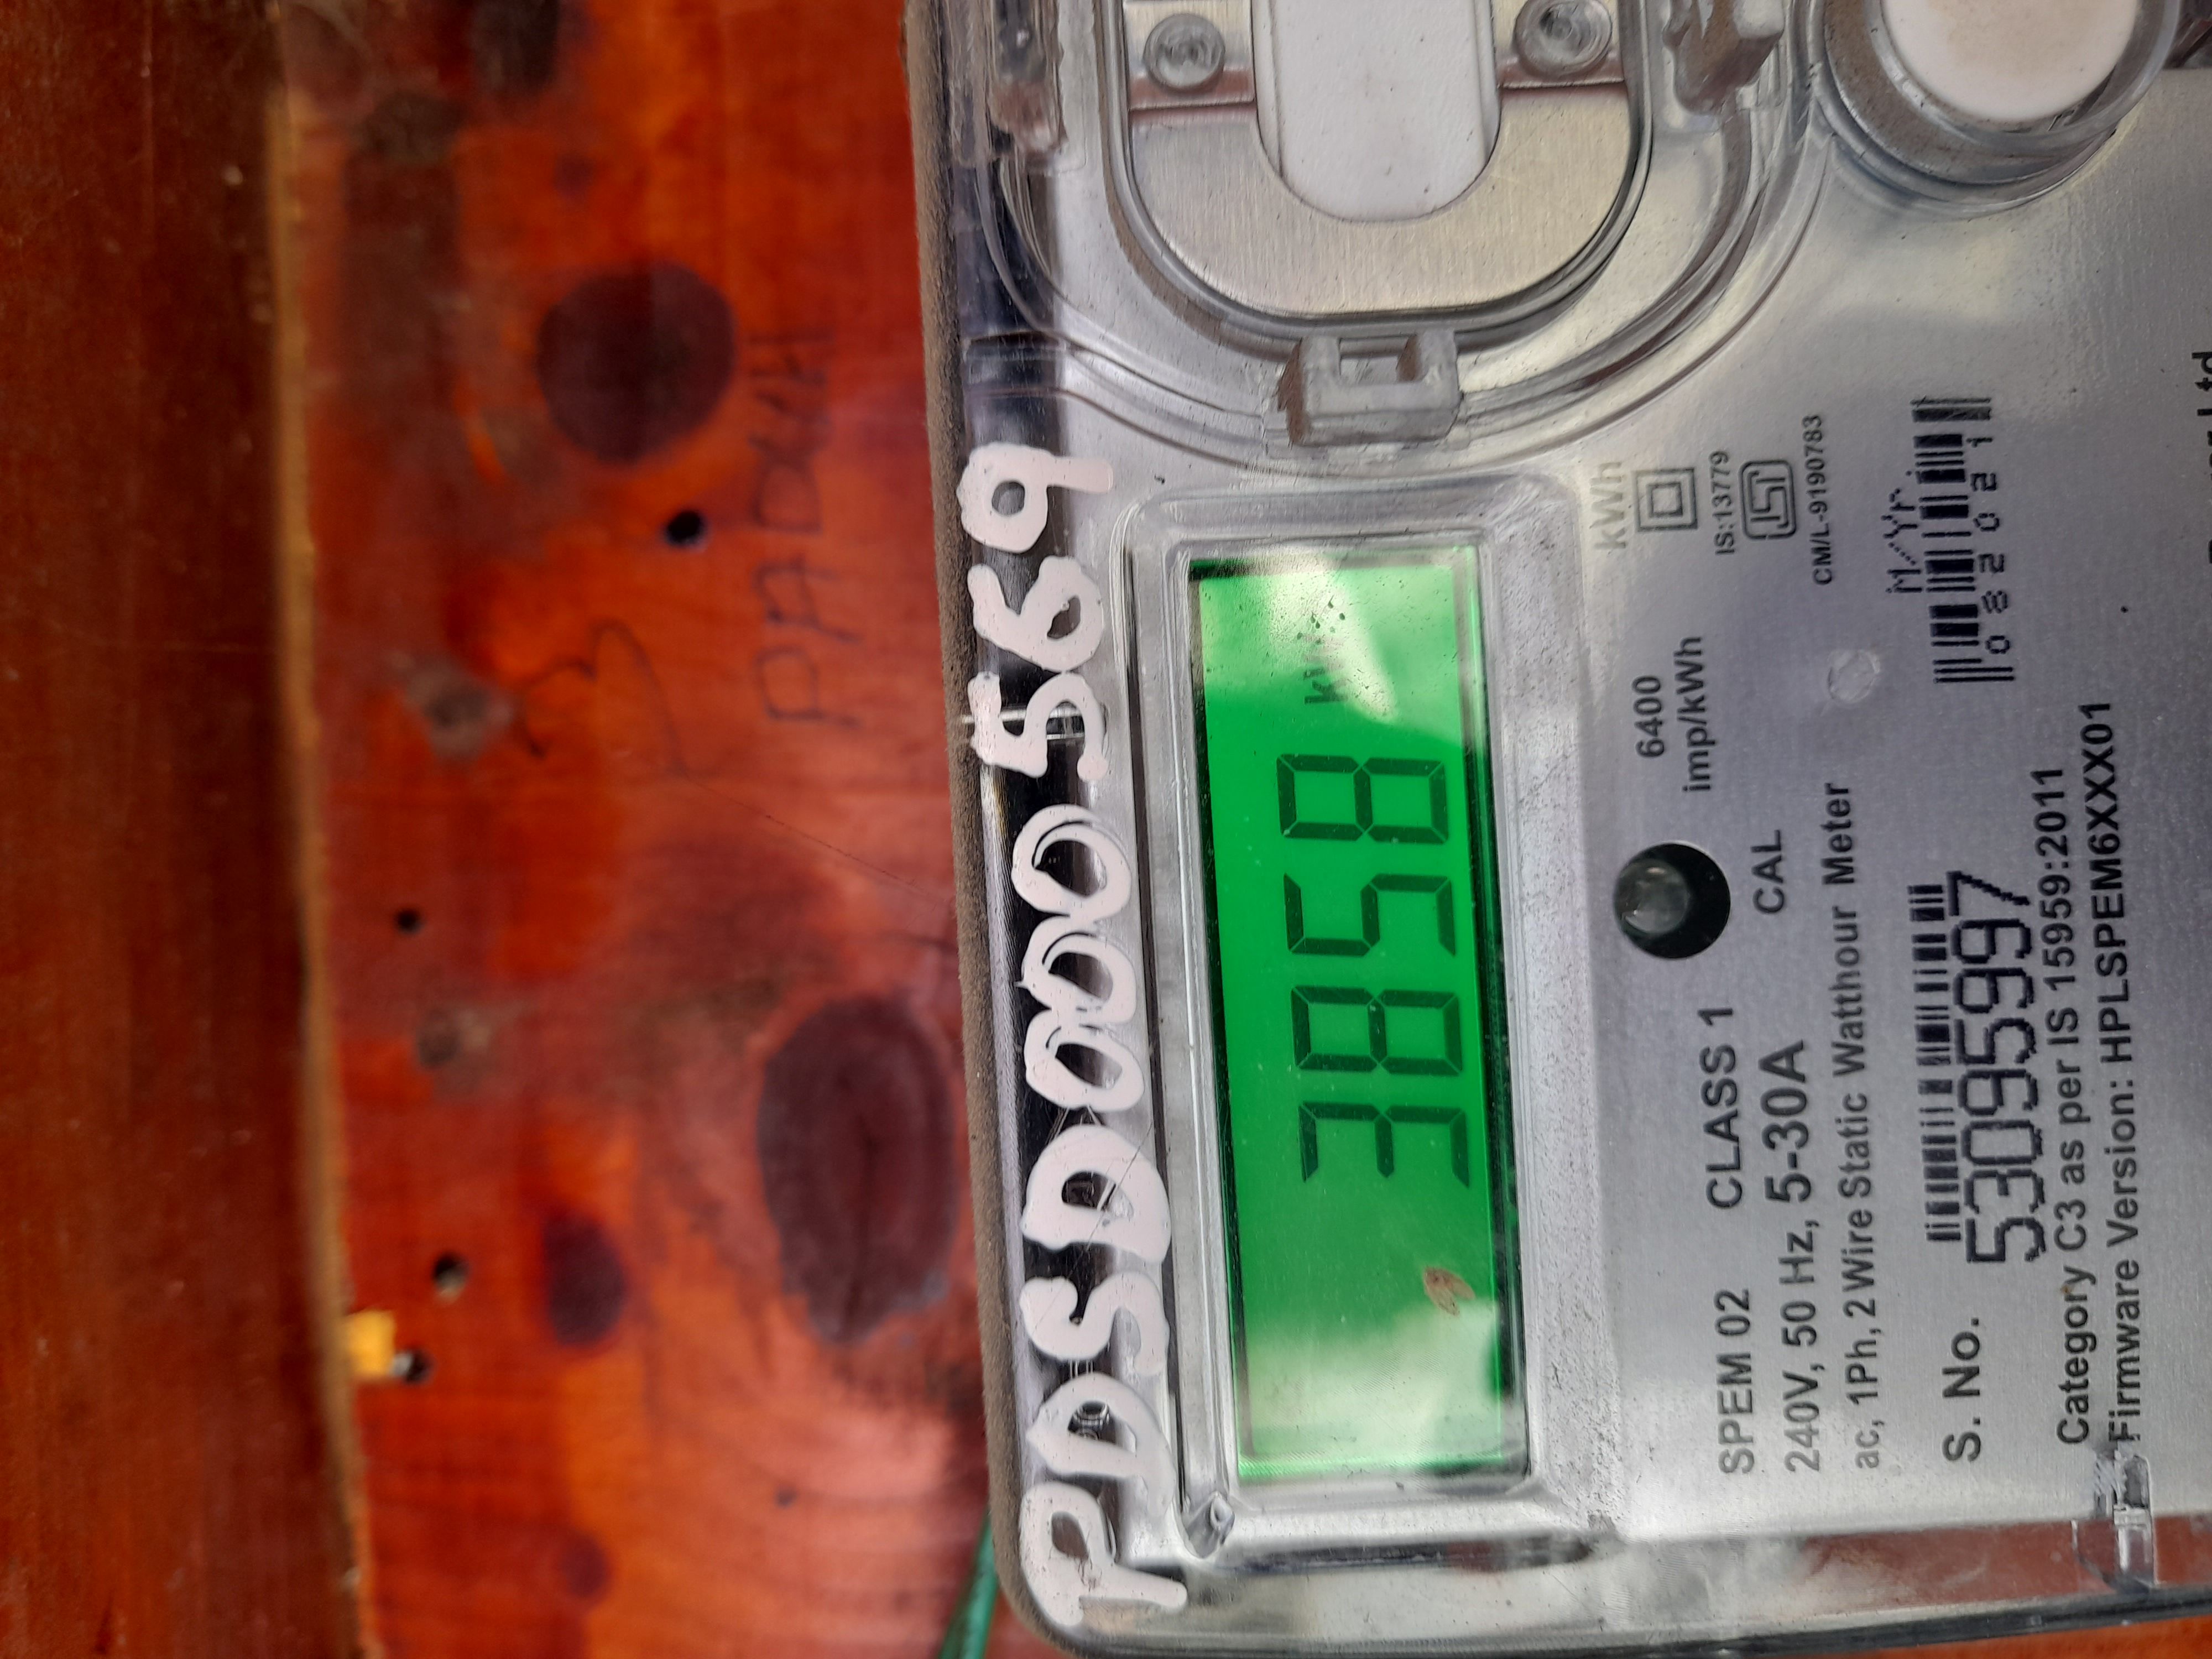 PDSD000569
3858 kW
kWh
6400
imp/kWh
SPEM 02 CLASS 1 CAL
IS:13779
240V, 50 Hz, 5-30A
CM/L-9190783
ac, 1Ph, 2 Wire Static Watthour Meter
M/Yr
082021
S. No. 53095997
Category C3 as per IS 15959:2011
Firmware Version: HPLSPEM6XXX01